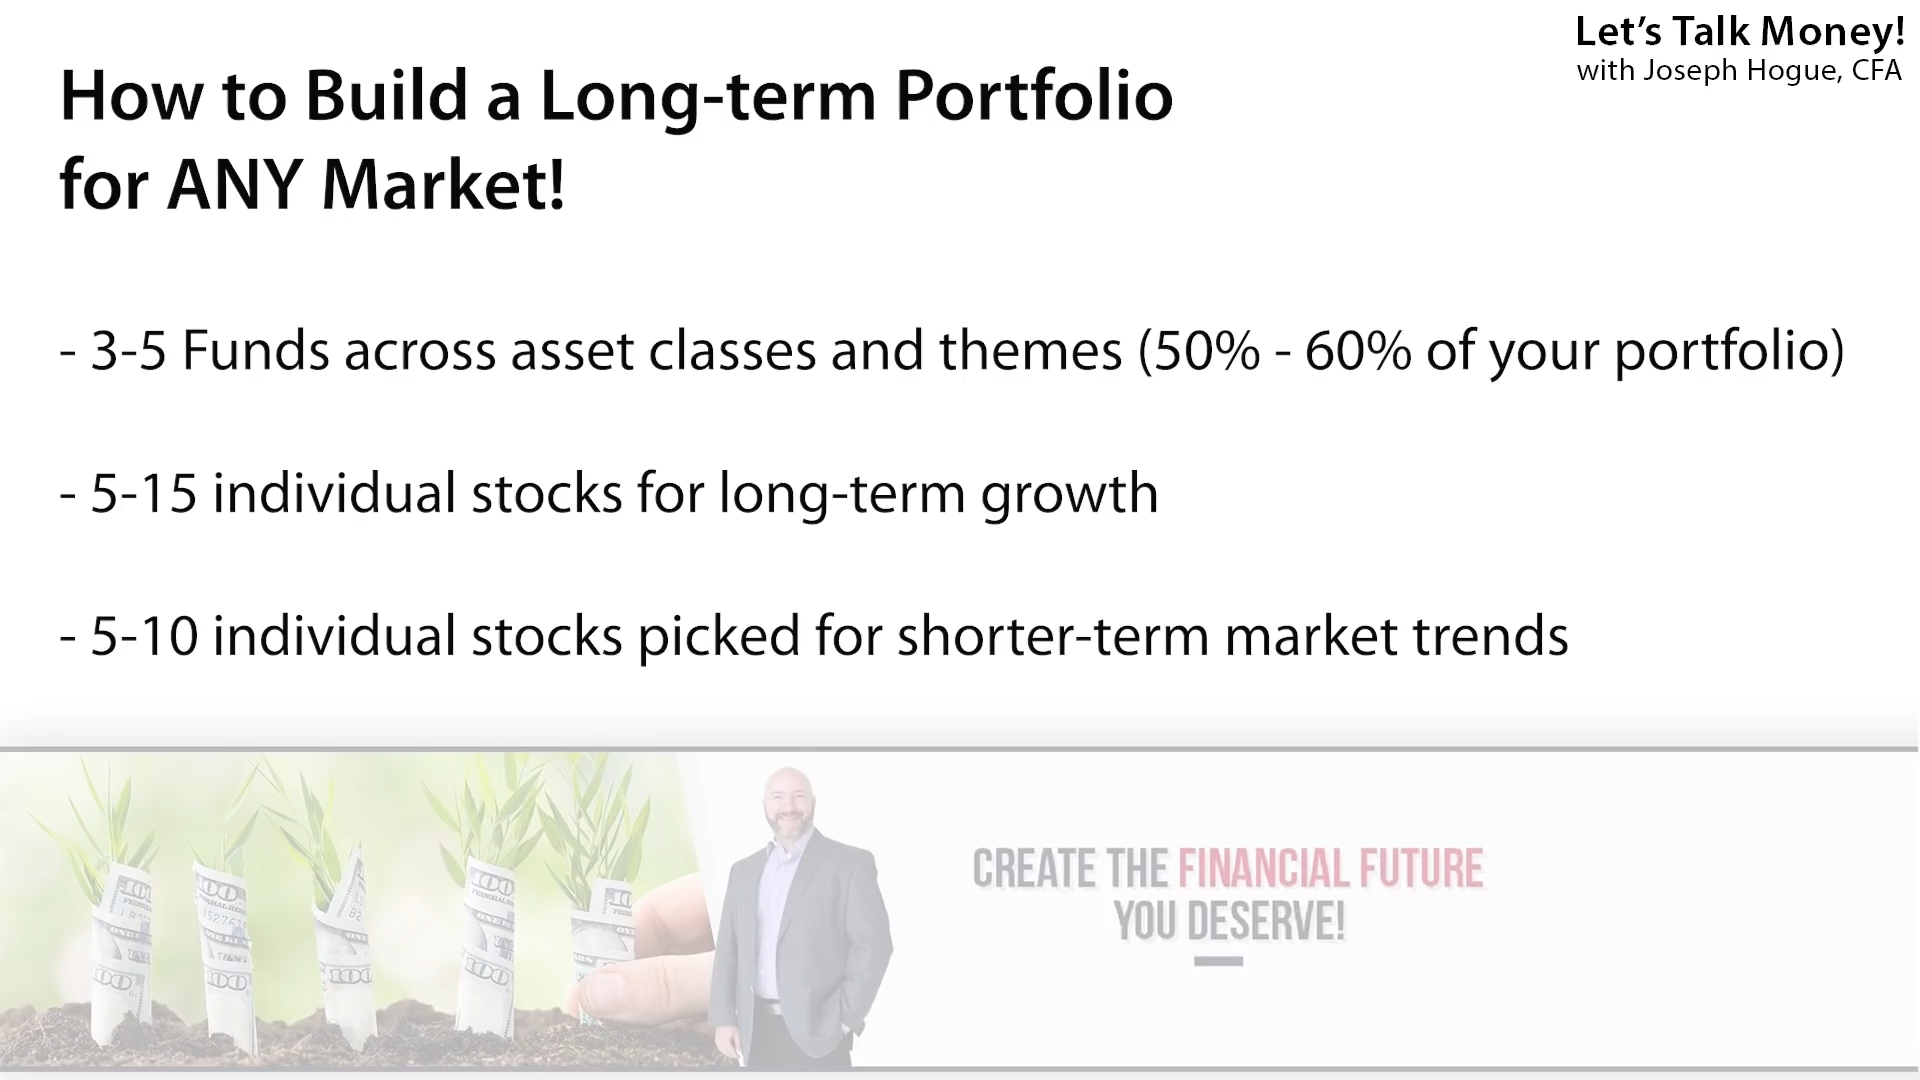 Let's Talk Money!
with Joseph Hogue, CFA
How to Build a Long-term Portfolio
for ANY Market!
- 3-5 Funds across asset classes and themes (50% - 60% of your portfolio)
- 5-15 individual stocks for long-term growth
- 5-10 individual stocks picked for shorter-term market trends
CREATE THE FINANCIAL FUTURE
YOU DESERVE!